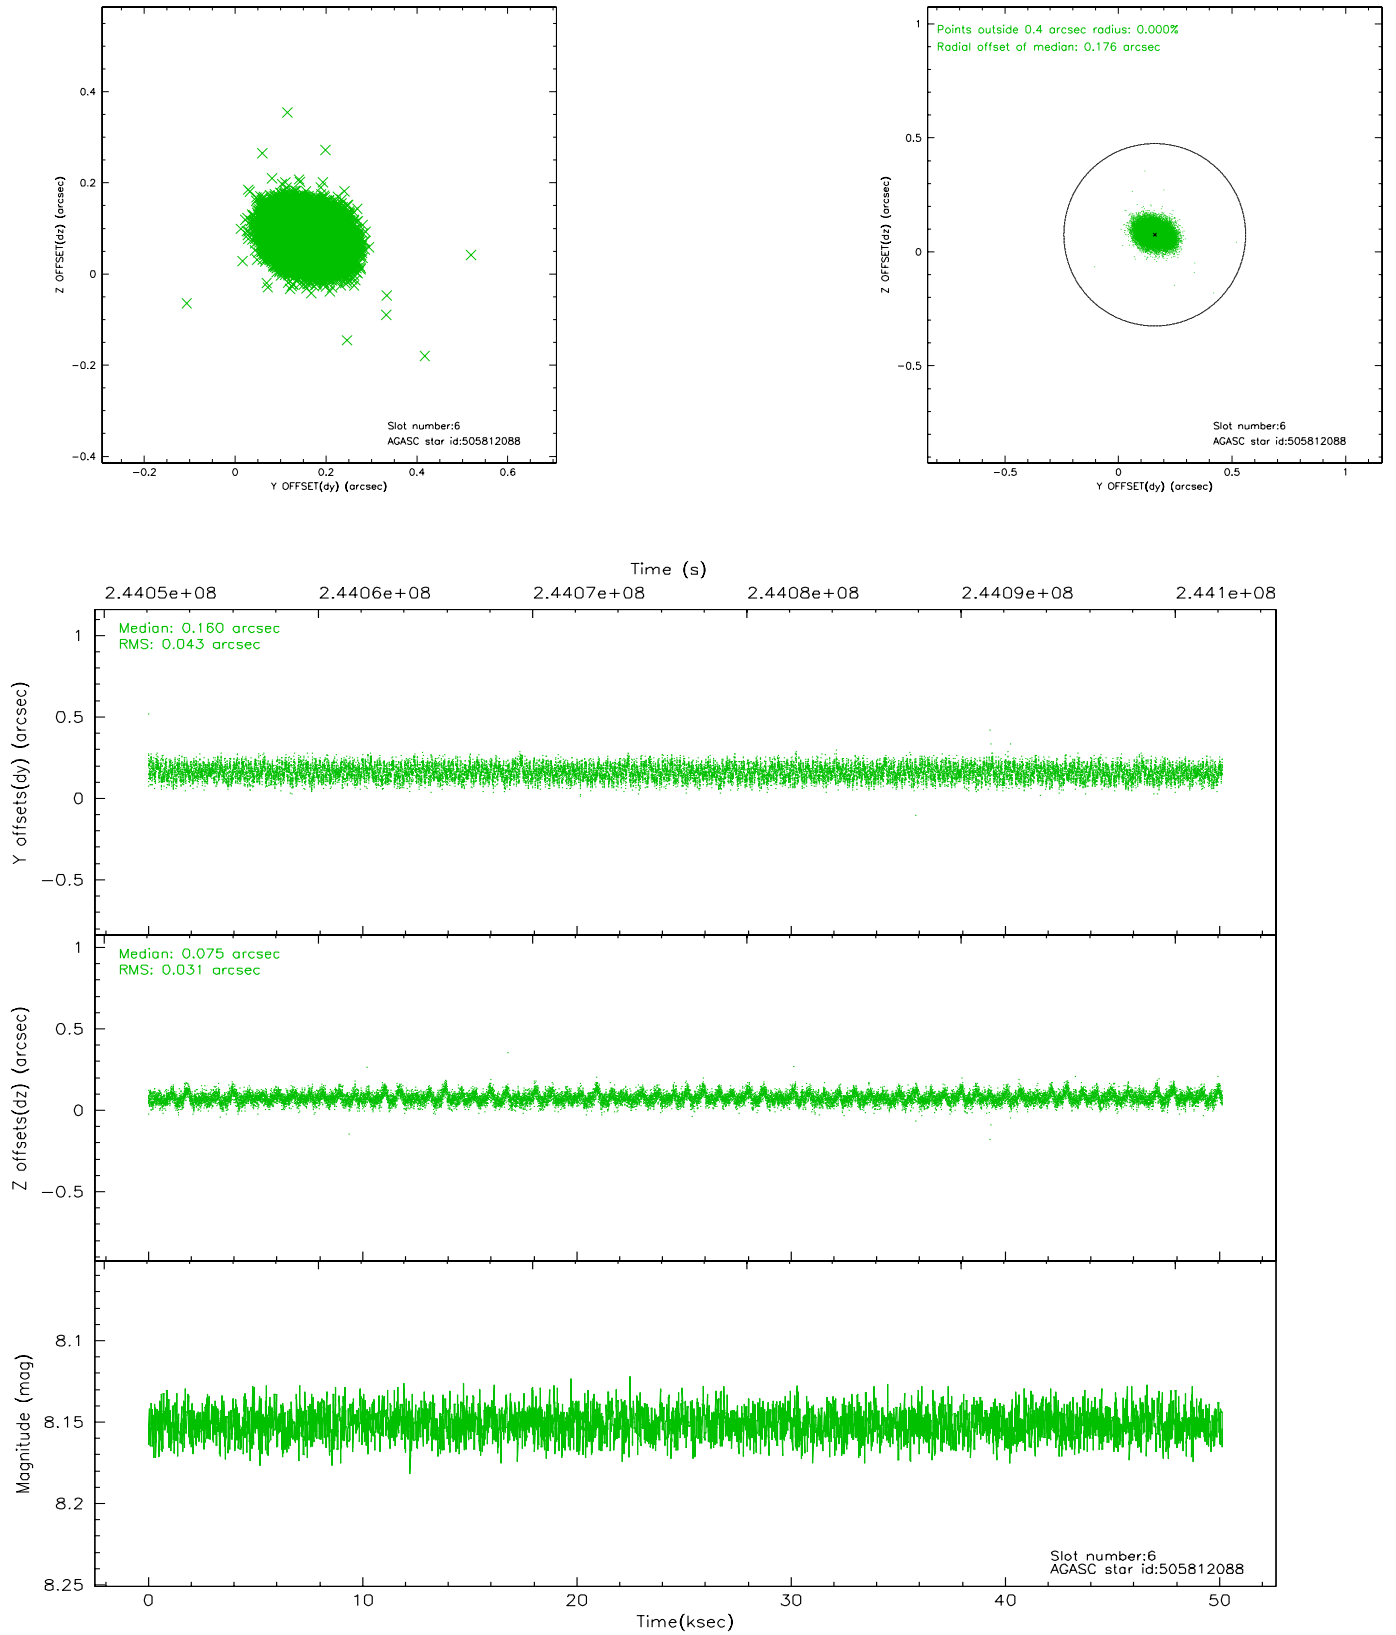 0.4
0.2
0
−0.2
−0.4
Z OFFSET(dz) (arcsec)
Slot number:6
AGASC star id:505812088
−0.2
0
0.2
0.4
0.6
Y OFFSET(dy) (arcsec)
Points outside 0.4 arcsec radius: 0.000%
Radial offset of median: 0.176 arcsec
1
0.5
0
−0.5
Z OFFSET(dz) (arcsec)
Slot number:6
AGASC star id:505812088
−0.5
0
0.5
1
Y OFFSET(dy) (arcsec)
Time (s)
2.4405e+08
2.4406e+08
2.4407e+08
2.4408e+08
2.4409e+08
2.441e+08
Median: 0.160 arcsec
RMS: 0.043 arcsec
1
0.5
0
−0.5
Y offsets(dy) (arcsec)
Median: 0.075 arcsec
RMS: 0.031 arcsec
1
0.5
0
−0.5
Z offsets(dz) (arcsec)
8.1
8.15
8.2
8.25
Magnitude (mag)
Slot number:6
AGASC star id:505812088
0
10
20
30
40
50
Time(ksec)